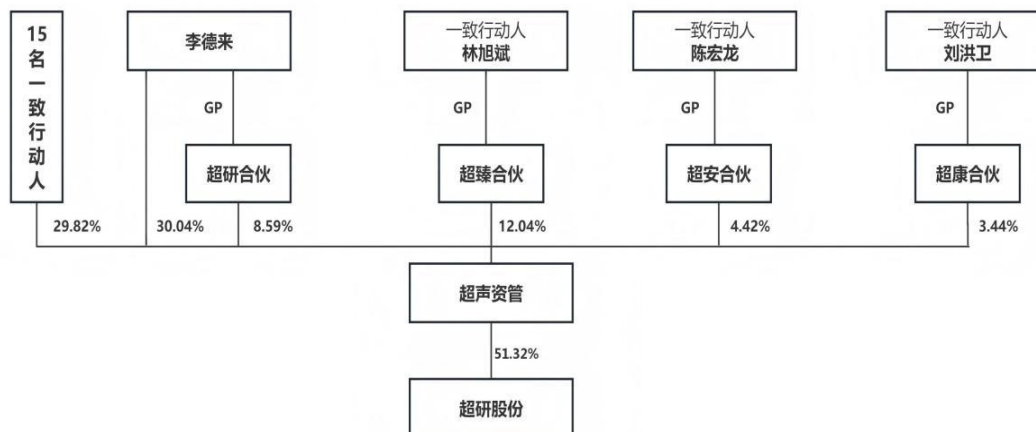 15名一致行动人
李德来
一致行动人
林旭斌
一致行动人
陈宏龙
一致行动人
刘洪卫
GP
GP
GP
GP
超研合伙
超臻合伙
超安合伙
超康合伙
29.82%
30.04%
8.59%
12.04%
4.42%
3.44%
超声资管
51.32%
超研股份